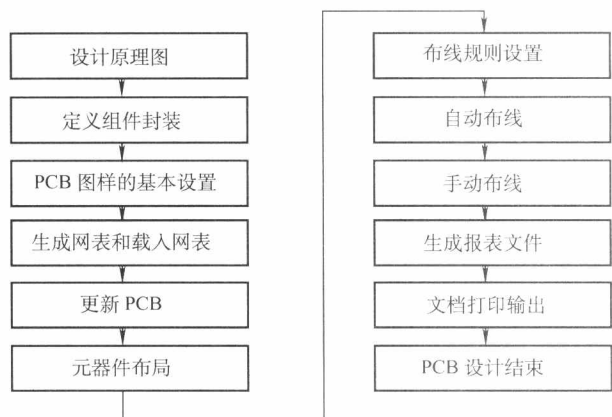 设计原理图
定义组件封装
PCB 图样的基本设置
生成网表和载入网表
更新 PCB
元器件布局
布线规则设置
自动布线
手动布线
生成报表文件
文档打印输出
PCB 设计结束